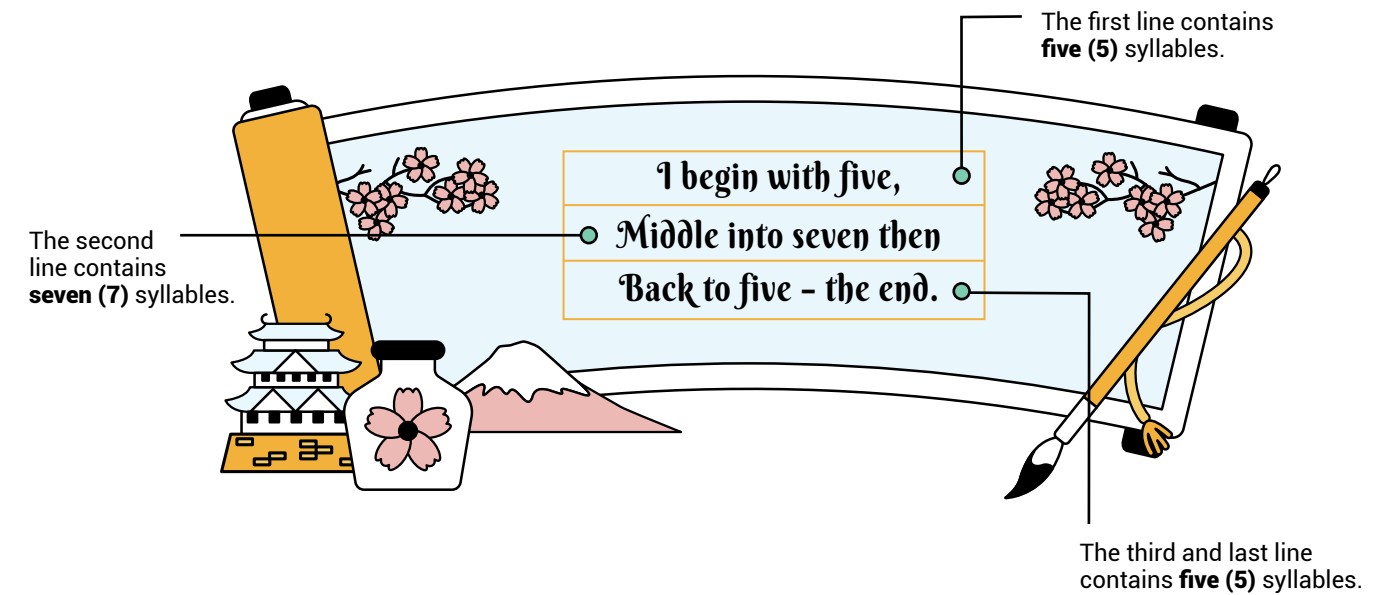 The first line contains
five (5) syllables.
I begin with five,
Middle into seven then
Back to five – the end.
The second
line contains
seven (7) syllables.
The third and last line
contains five (5) syllables.